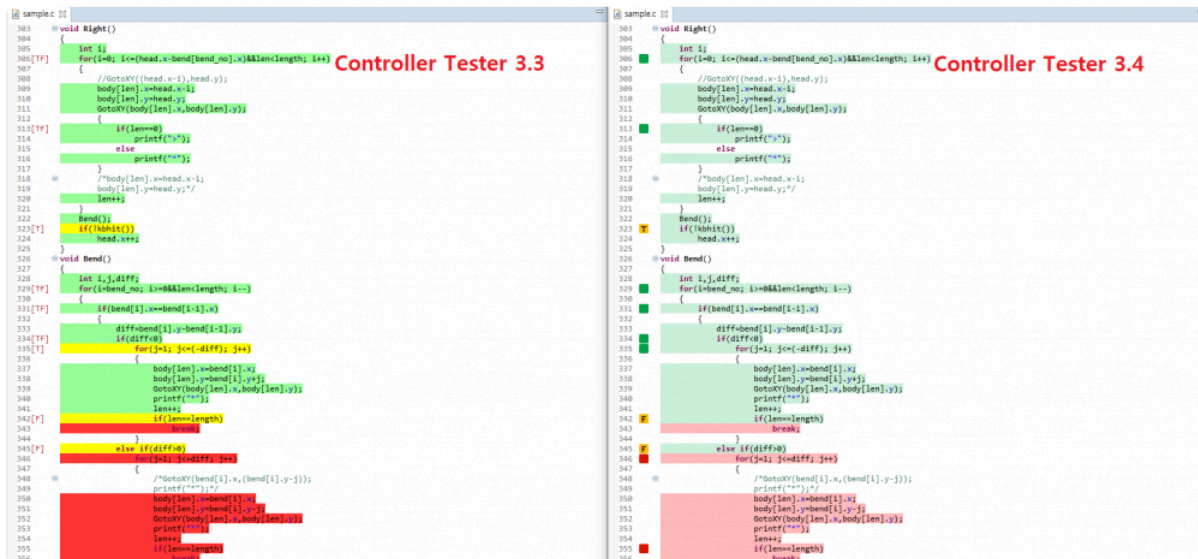 sample.c
303 void Right()
304 {
305 int i;
306[TF] for(i=0; i<=(head.x-bend[bend_no].x)&&len<length; i++)
Controller Tester 3.3
307 {
308 //GotoXY((head.x-i),head.y);
309 body[len].x=head.x-i;
310 body[len].y=head.y;
311 GotoXY(body[len].x,body[len].y);
312 {
313[TF] if(len==0)
314 printf(">");
315 else
316 printf("*");
317 }
318 /*body[len].x=head.x-i;
319 body[len].y=head.y;*/
320 len++;
321 }
322 Bend();
323[T] if(!kbhit())
324 head.x++;
325 }
326 void Bend()
327 {
328 int i,j,diff;
329[TF] for(i=bend_no; i>=0&&len<length; i--)
330 {
331[TF] if(bend[i].x==bend[i-1].x)
332 {
333 diff=bend[i].y-bend[i-1].y;
334[TF] if(diff<0)
335[T] for(j=1; j<=(-diff); j++)
336 {
337 body[len].x=bend[i].x;
338 body[len].y=bend[i].y+j;
339 GotoXY(body[len].x,body[len].y);
340 printf("*");
341 len++;
342[F] if(len==length)
343 break;
344 }
345[F] else if(diff>0)
346 for(j=1; j<=diff; j++)
347 {
348 /*GotoXY(bend[i].x,(bend[i].y-j));
349 printf("*");*/
350 body[len].x=bend[i].x;
351 body[len].y=bend[i].y-j;
352 GotoXY(body[len].x,body[len].y);
353 printf("*");
354 len++;
355 if(len==length)
sample.c
303 void Right()
304 {
305 int i;
306 for(i=0; i<=(head.x-bend[bend_no].x)&&len<length; i++)
Controller Tester 3.4
307 {
308 //GotoXY((head.x-i),head.y);
309 body[len].x=head.x-i;
310 body[len].y=head.y;
311 GotoXY(body[len].x,body[len].y);
312 {
313 if(len==0)
314 printf(">");
315 else
316 printf("*");
317 }
318 /*body[len].x=head.x-i;
319 body[len].y=head.y;*/
320 len++;
321 }
322 Bend();
323 T if(!kbhit())
324 head.x++;
325 }
326 void Bend()
327 {
328 int i,j,diff;
329 for(i=bend_no; i>=0&&len<length; i--)
330 {
331 if(bend[i].x==bend[i-1].x)
332 {
333 diff=bend[i].y-bend[i-1].y;
334 if(diff<0)
335 for(j=1; j<=(-diff); j++)
336 {
337 body[len].x=bend[i].x;
338 body[len].y=bend[i].y+j;
339 GotoXY(body[len].x,body[len].y);
340 printf("*");
341 len++;
342 F if(len==length)
343 break;
344 }
345 F else if(diff>0)
346 for(j=1; j<=diff; j++)
347 {
348 /*GotoXY(bend[i].x,(bend[i].y-j));
349 printf("*");*/
350 body[len].x=bend[i].x;
351 body[len].y=bend[i].y-j;
352 GotoXY(body[len].x,body[len].y);
353 printf("*");
354 len++;
355 if(len==length)